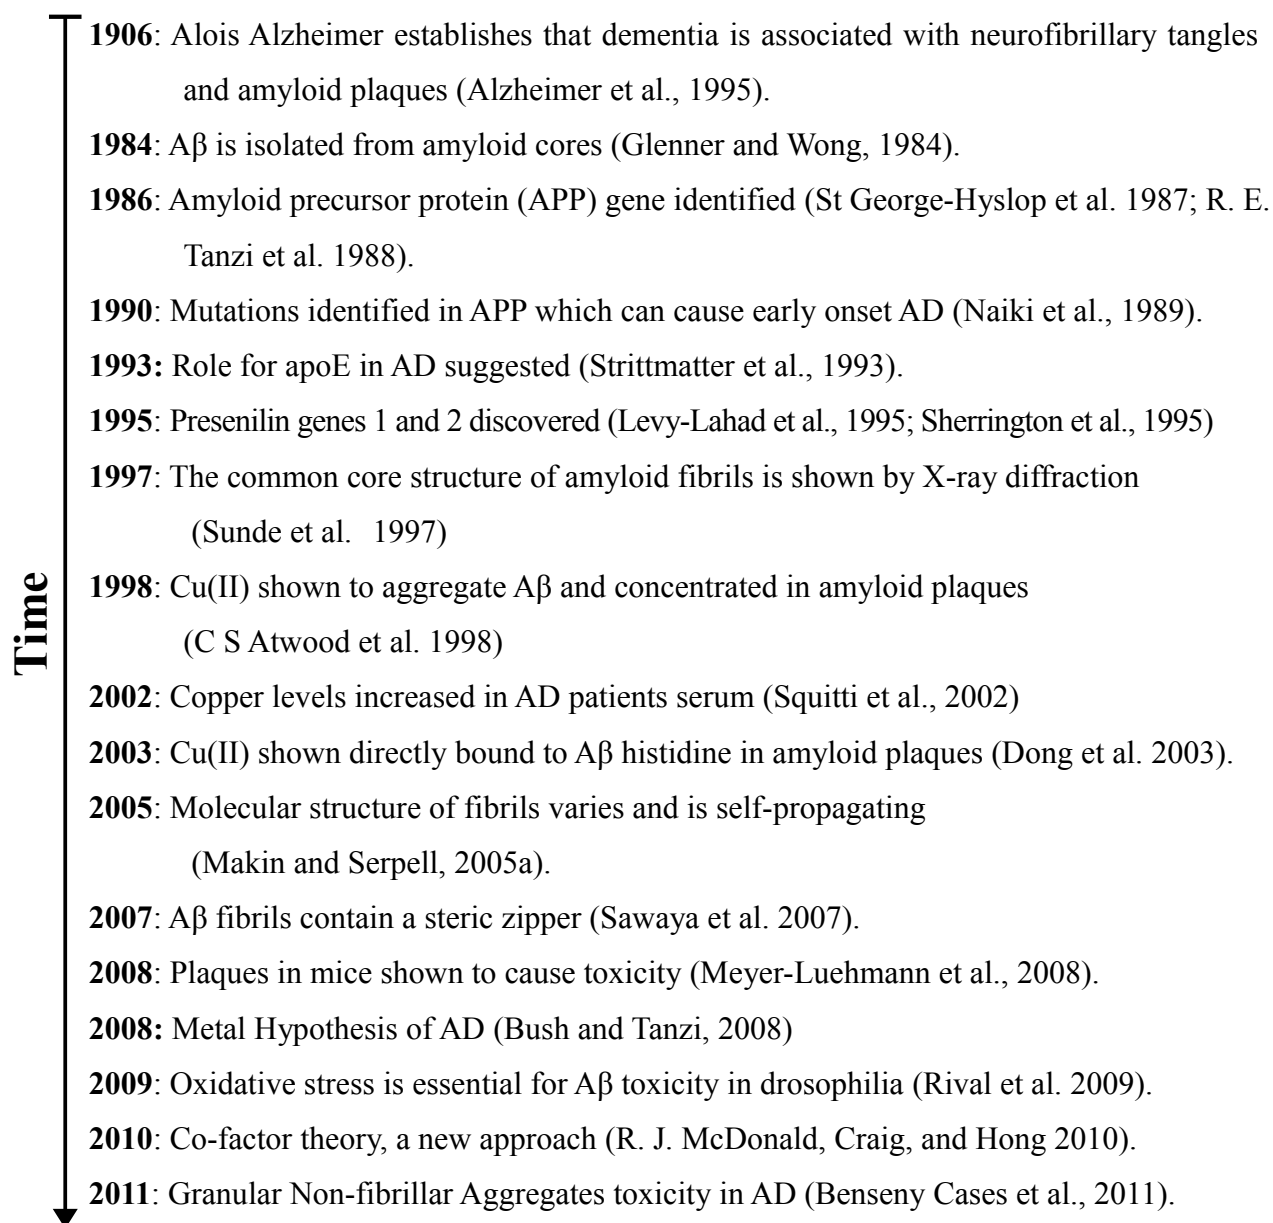 1906: Alois Alzheimer establishes that dementia is associated with neurofibrillary tangles
and amyloid plaques (Alzheimer et al., 1995).
1984: Aβ is isolated from amyloid cores (Glenner and Wong, 1984).
1986: Amyloid precursor protein (APP) gene identified (St George-Hyslop et al. 1987; R. E.
Tanzi et al. 1988).
1990: Mutations identified in APP which can cause early onset AD (Naiki et al., 1989).
1993: Role for apoE in AD suggested (Strittmatter et al., 1993).
1995: Presenilin genes 1 and 2 discovered (Levy-Lahad et al., 1995; Sherrington et al., 1995)
1997: The common core structure of amyloid fibrils is shown by X-ray diffraction
(Sunde et al. 1997)
1998: Cu(II) shown to aggregate Aβ and concentrated in amyloid plaques
(C S Atwood et al. 1998)
2002: Copper levels increased in AD patients serum (Squitti et al., 2002)
2003: Cu(II) shown directly bound to Aβ histidine in amyloid plaques (Dong et al. 2003).
2005: Molecular structure of fibrils varies and is self-propagating
(Makin and Serpell, 2005a).
2007: Aβ fibrils contain a steric zipper (Sawaya et al. 2007).
2008: Plaques in mice shown to cause toxicity (Meyer-Luehmann et al., 2008).
2008: Metal Hypothesis of AD (Bush and Tanzi, 2008)
2009: Oxidative stress is essential for Aβ toxicity in drosophilia (Rival et al. 2009).
2010: Co-factor theory, a new approach (R. J. McDonald, Craig, and Hong 2010).
2011: Granular Non-fibrillar Aggregates toxicity in AD (Benseny Cases et al., 2011).
Time